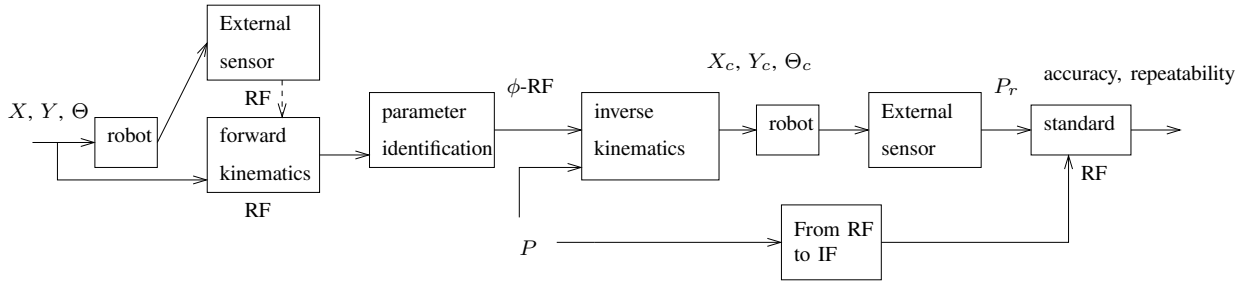 External
sensor
RF
X, Y, Θ
robot
forward
kinematics
RF
parameter
identification
ϕ-RF
inverse
kinematics
X_c, Y_c, Θ_c
robot
External
sensor
P_r
accuracy, repeatability
standard
RF
P
From RF
to IF